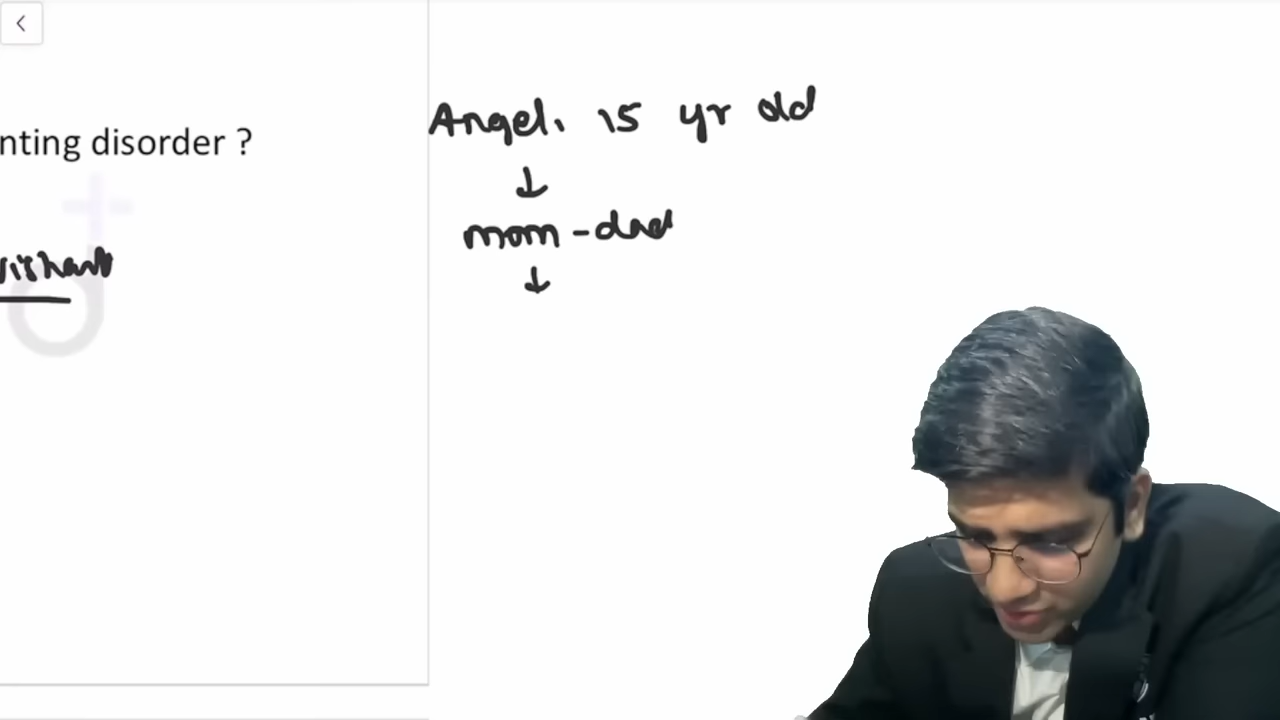 nting disorder ?
Angel, 15 yr old
↓
mom - dad
↓